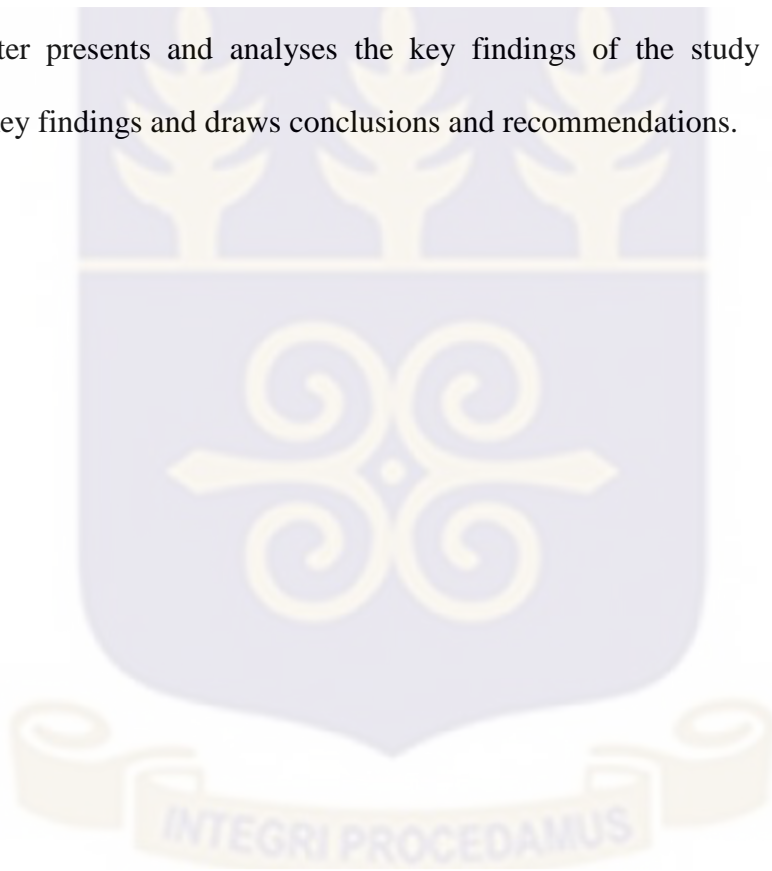 ter presents and analyses the key findings of the study
ey findings and draws conclusions and recommendations.
INTEGRI PROCEDAMUS